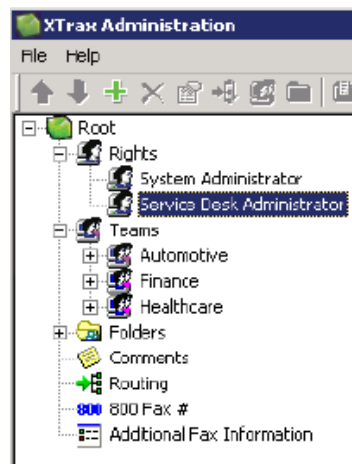 XTrax Administration
File Help
Root
Rights
System Administrator
Service Desk Administrator
Teams
Automotive
Finance
Healthcare
Folders
Comments
Routing
800 800 Fax #
Addtional Fax Information